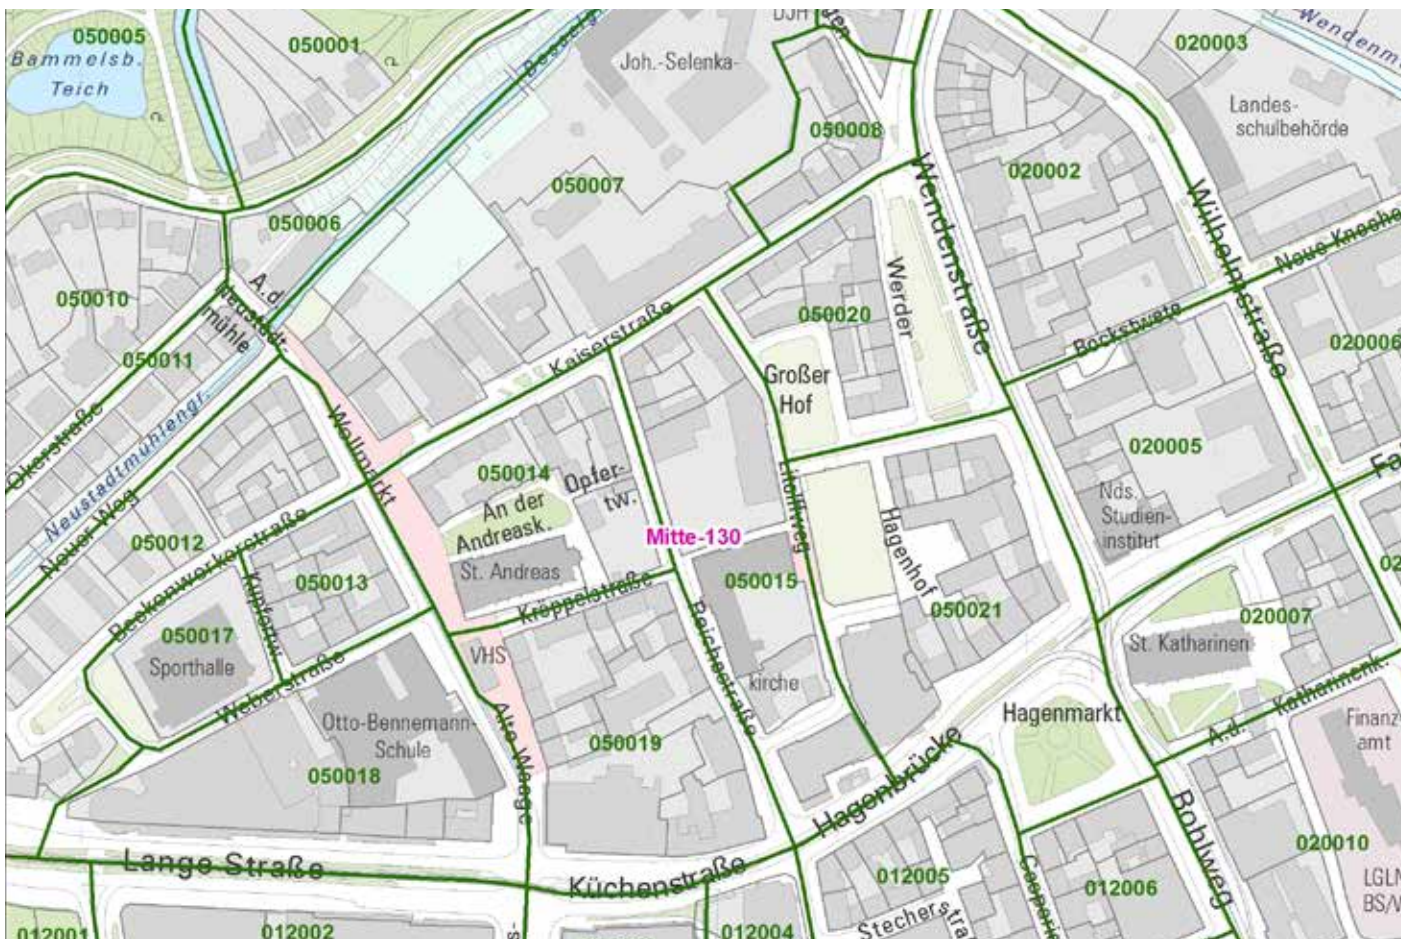 DJH
050005
050001
020003
Wendenm
Bammelsb.
Teich
Joh.-Selenka-
Landes-
schulbehörde
050008
050007
020002
050006
Wendenstraße
Wilhelmstraße
Neue Knoche
A.d.
Neustadt-
mühle
050010
Werder
050020
Bockstwete
050011
020006
Kaiserstraße
Großer
Hof
Okerstraße
Neustadtmühlengr.
Wollmarkt
020005
050014
Opfer-
tw.
An der
Andreask.
Litolffweg
Hagenhof
Nds.
Studien-
institut
Neuer Weg
050012
Beckenwerkerstraße
Mitte-130
St. Andreas
050013
Kupfertw.
050015
Kröppelstraße
050021
020007
Reichsstraße
050017
Sporthalle
VHS
St. Katharinen
Weberstraße
kirche
Hagenmarkt
A.d. Katharinenk.
Otto-Bennemann-
Schule
Alte Waage
050019
Finanz
amt
050018
Hagenbrücke
Bohlweg
020010
Lange Straße
Küchenstraße
012005
012006
LGLN
BS/W
012001
012002
012004
Stecherstra